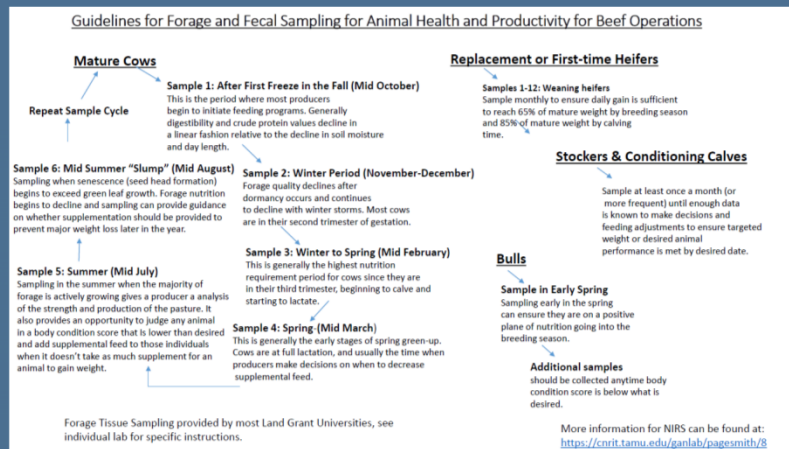 Guidelines for Forage and Fecal Sampling for Animal Health and Productivity for Beef Operations
Mature Cows
Sample 1: After First Freeze in the Fall (Mid October)
This is the period where most producers
begin to initiate feeding programs. Generally
digestibility and crude protein values decline in
a linear fashion relative to the decline in soil moisture
and day length.
Sample 2: Winter Period (November-December)
Forage quality declines after
dormancy occurs and continues
to decline with winter storms. Most cows
are in their second trimester of gestation.
Sample 3: Winter to Spring (Mid February)
This is generally the highest nutrition
requirement period for cows since they are
in their third trimester, beginning to calve and
starting to lactate.
Sample 4: Spring (Mid March)
This is generally the early stages of spring green-up.
Cows are at full lactation, and usually the time when
producers make decisions on when to decrease
supplemental feed.
Sample 5: Summer (Mid July)
Sampling in the summer when the majority of
forage is actively growing gives a producer a analysis
of the strength and production of the pasture. It
also provides an opportunity to judge any animal
in a body condition score that is lower than desired
and add supplemental feed to those individuals
when it doesn't take as much supplement for an
animal to gain weight.
Sample 6: Mid Summer “Slump” (Mid August)
Sampling when senescence (seed head formation)
begins to exceed green leaf growth. Forage nutrition
begins to decline and sampling can provide guidance
on whether supplementation should be provided to
prevent major weight loss later in the year.
Repeat Sample Cycle
Replacement or First-time Heifers
Samples 1-12: Weaning heifers
Sample monthly to ensure daily gain is sufficient
to reach 65% of mature weight by breeding season
and 85% of mature weight by calving
time.
Stockers & Conditioning Calves
Sample at least once a month (or
more frequent) until enough data
is known to make decisions and
feeding adjustments to ensure targeted
weight or desired animal
performance is met by desired date.
Bulls
Sample in Early Spring
Sampling early in the spring
can ensure they are on a positive
plane of nutrition going into the
breeding season.
Additional samples
should be collected anytime body
condition score is below what is
desired.
Forage Tissue Sampling provided by most Land Grant Universities, see
individual lab for specific instructions.
More information for NIRS can be found at:
https://cnrit.tamu.edu/ganlab/pagesmith/8